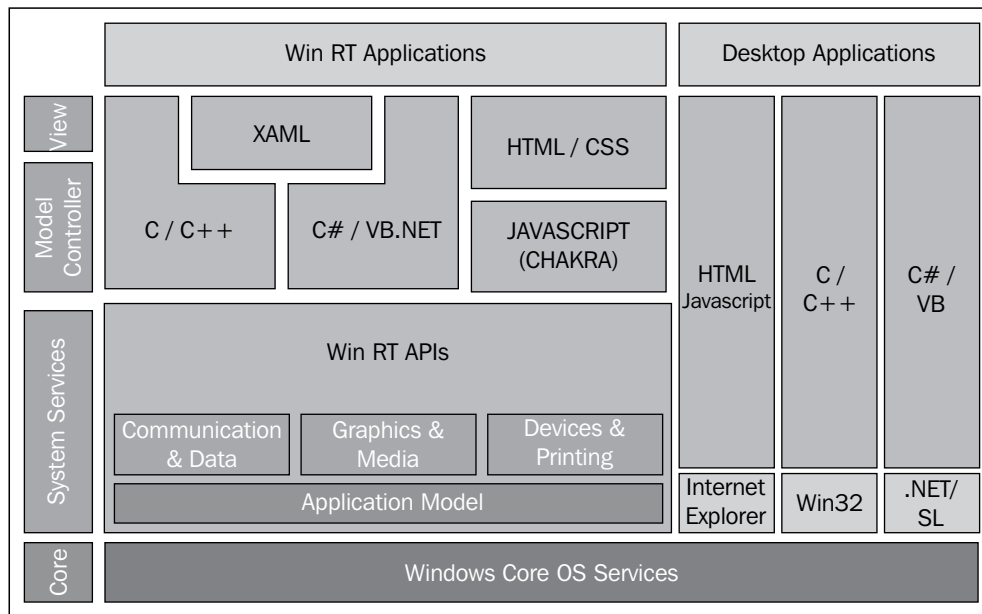 Win RT Applications
Desktop Applications
View
XAML
HTML / CSS
Model
Controller
C / C++
C# / VB.NET
JAVASCRIPT
(CHAKRA)
HTML
Javascript
C /
C++
C# /
VB
System Services
Win RT APIs
Communication
& Data
Graphics &
Media
Devices &
Printing
Application Model
Internet
Explorer
Win32
.NET/
SL
Core
Windows Core OS Services